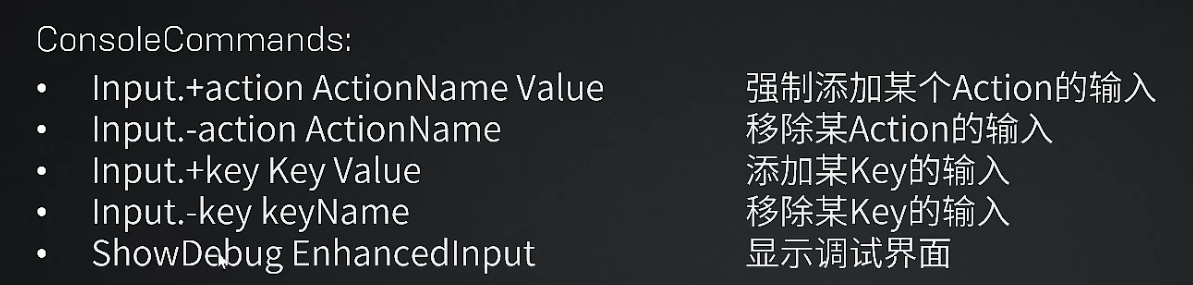 ConsoleCommands:
• Input.+action ActionName Value 强制添加某个Action的输入
• Input.-action ActionName 移除某Action的输入
• Input.+key Key Value 添加某Key的输入
• Input.-key keyName 移除某Key的输入
• ShowDebug EnhancedInput 显示调试界面